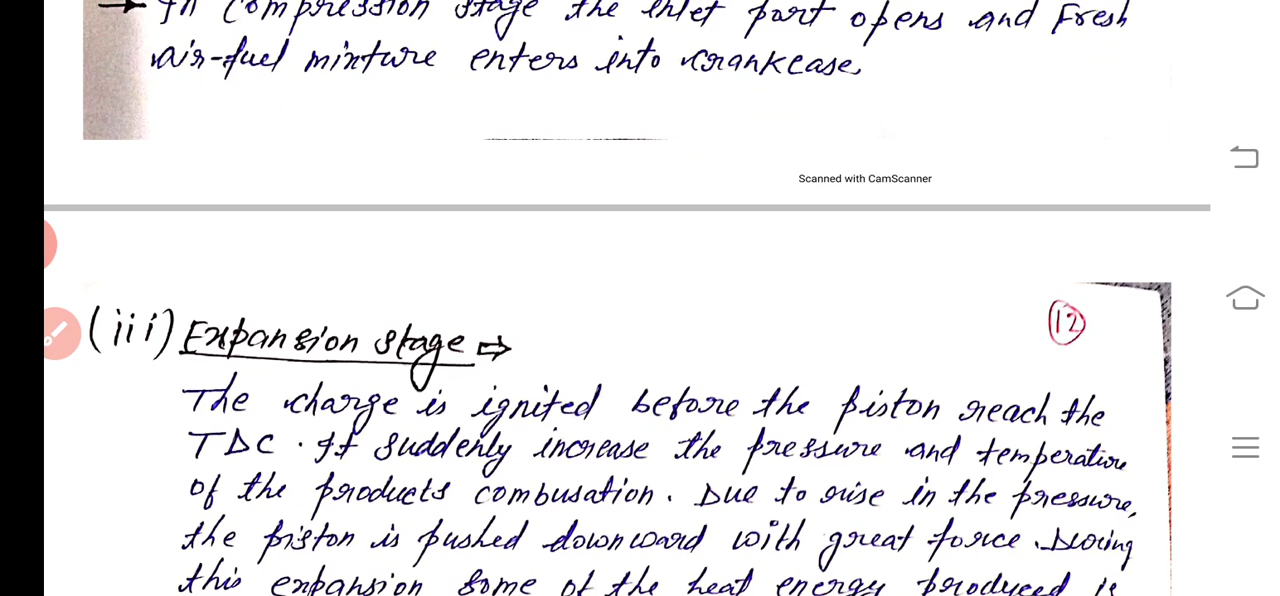 → In Compression stage the inlet port opens and Fresh
air-fuel mixture enters into crankcase.
Scanned with CamScanner
(iii) Expansion stage ⇒
12
The charge is ignited before the piston reach the
TDC. It suddenly increase the pressure and temperature
of the products combusation. Due to rise in the pressure,
the piston is pushed downward with great force. During
this expansion some of the heat energy produced is